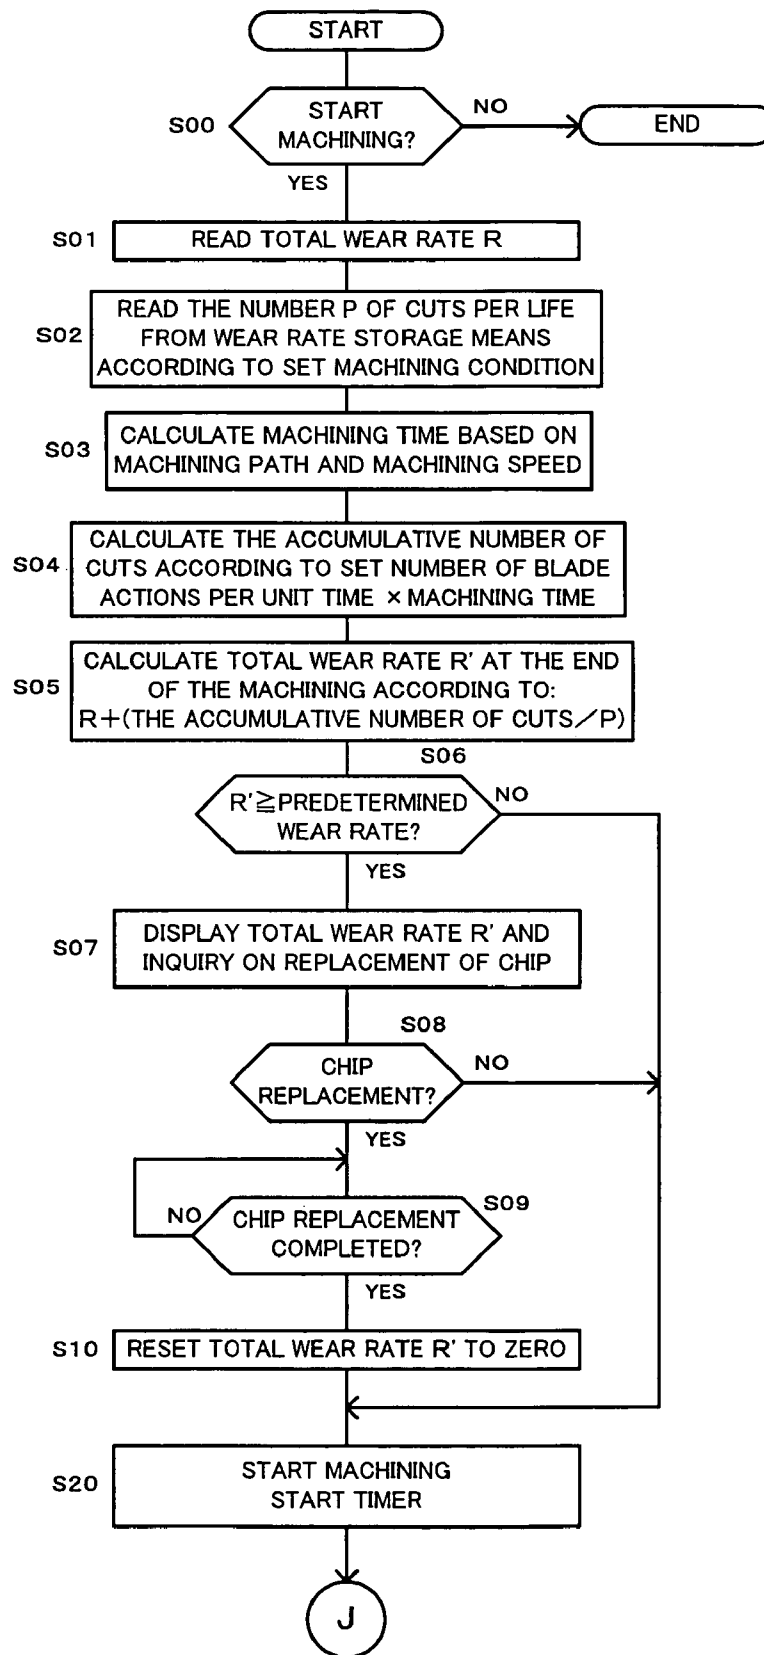 START
S00
START
MACHINING?
NO
END
YES
S01
READ TOTAL WEAR RATE R
S02
READ THE NUMBER P OF CUTS PER LIFE
FROM WEAR RATE STORAGE MEANS
ACCORDING TO SET MACHINING CONDITION
S03
CALCULATE MACHINING TIME BASED ON
MACHINING PATH AND MACHINING SPEED
S04
CALCULATE THE ACCUMULATIVE NUMBER OF
CUTS ACCORDING TO SET NUMBER OF BLADE
ACTIONS PER UNIT TIME × MACHINING TIME
S05
CALCULATE TOTAL WEAR RATE R' AT THE END
OF THE MACHINING ACCORDING TO:
R+(THE ACCUMULATIVE NUMBER OF CUTS/P)
S06
R'≧PREDETERMINED
WEAR RATE?
NO
YES
S07
DISPLAY TOTAL WEAR RATE R' AND
INQUIRY ON REPLACEMENT OF CHIP
S08
CHIP
REPLACEMENT?
NO
YES
S09
NO
CHIP REPLACEMENT
COMPLETED?
YES
S10
RESET TOTAL WEAR RATE R' TO ZERO
S20
START MACHINING
START TIMER
J